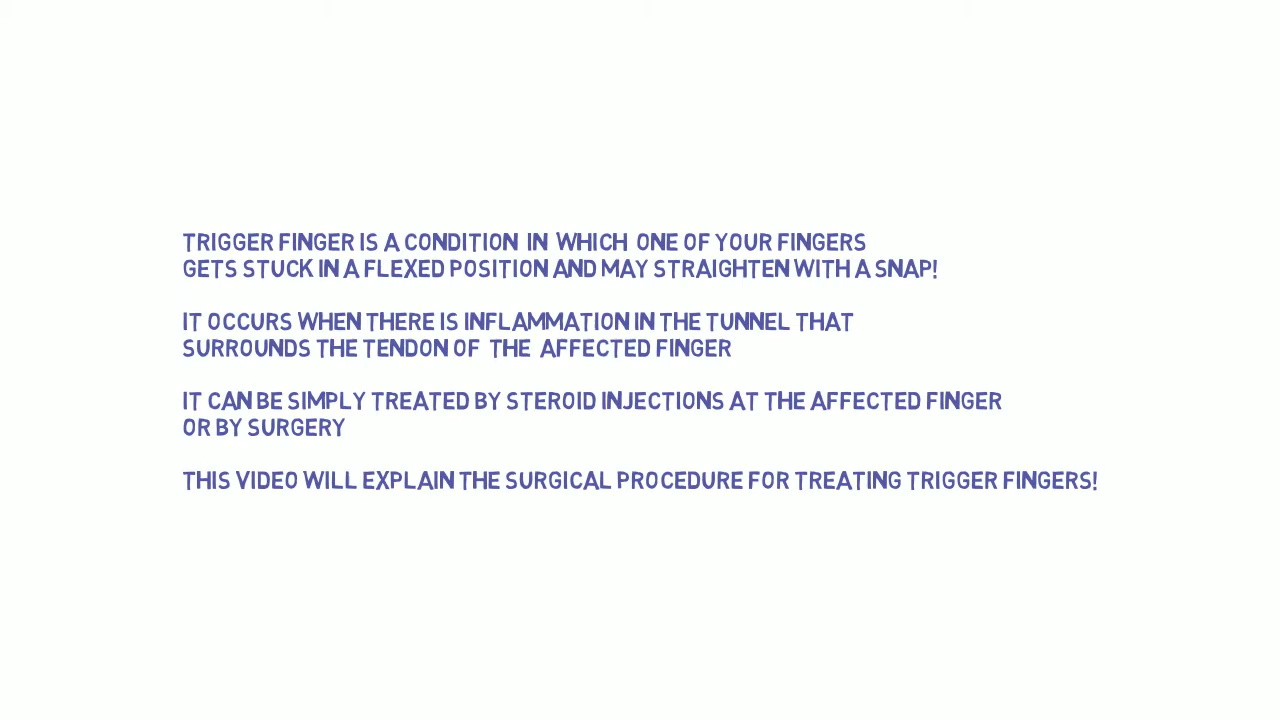 TRIGGER FINGER IS A CONDITION IN WHICH ONE OF YOUR FINGERS
GETS STUCK IN A FLEXED POSITION AND MAY STRAIGHTEN WITH A SNAP!
IT OCCURS WHEN THERE IS INFLAMMATION IN THE TUNNEL THAT
SURROUNDS THE TENDON OF THE AFFECTED FINGER
IT CAN BE SIMPLY TREATED BY STEROID INJECTIONS AT THE AFFECTED FINGER
OR BY SURGERY
THIS VIDEO WILL EXPLAIN THE SURGICAL PROCEDURE FOR TREATING TRIGGER FINGERS!